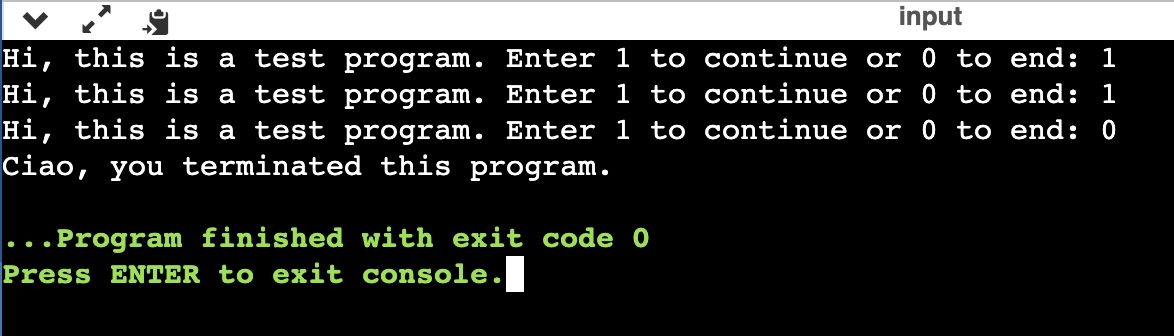 input
Hi, this is a test program. Enter 1 to continue or 0 to end: 1
Hi, this is a test program. Enter 1 to continue or 0 to end: 1
Hi, this is a test program. Enter 1 to continue or 0 to end: 0
Ciao, you terminated this program.
...Program finished with exit code 0
Press ENTER to exit console.